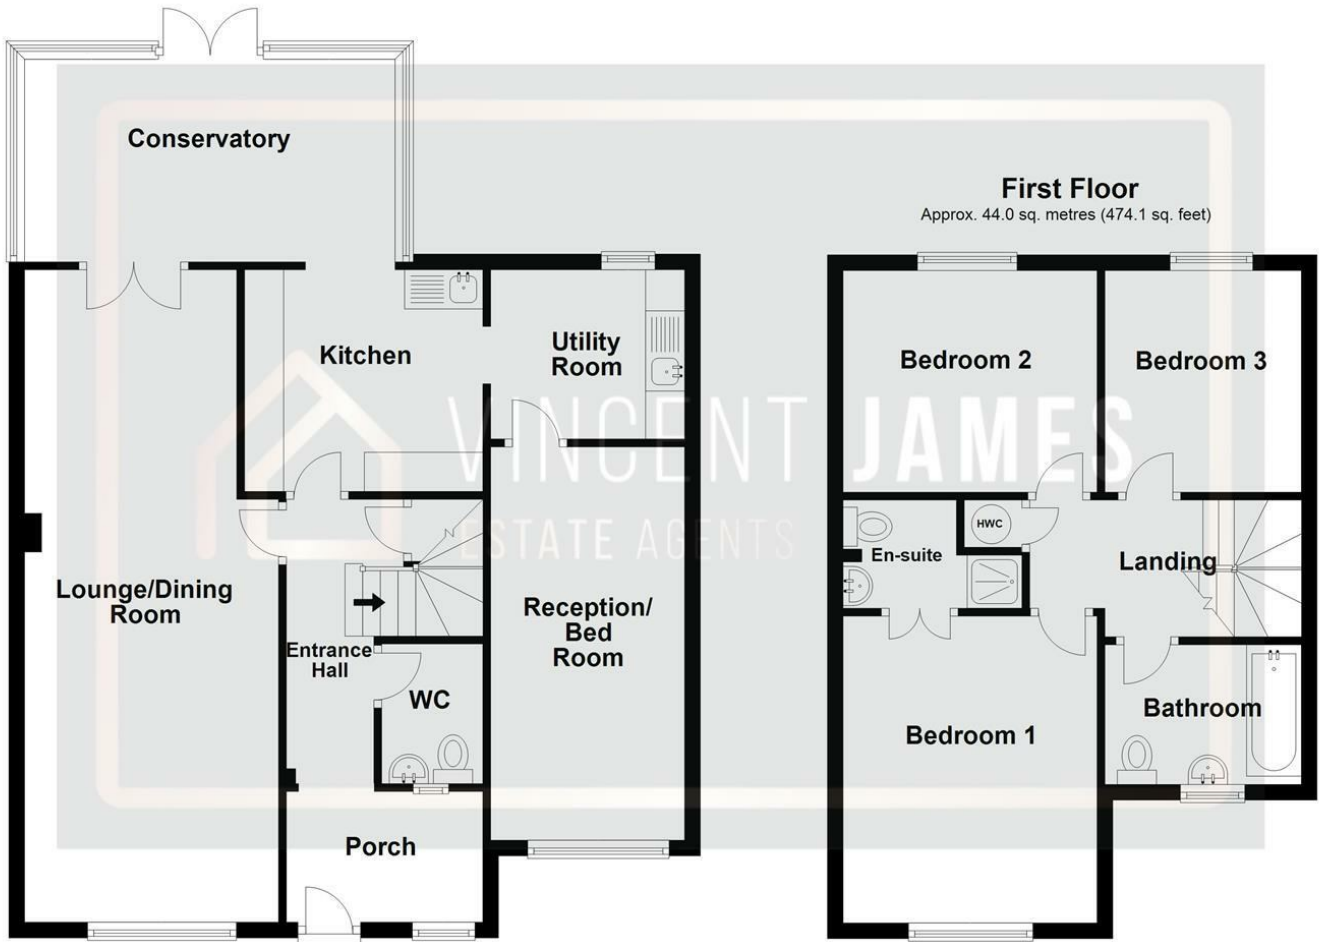 Conservatory
First Floor
Approx. 44.0 sq. metres (474.1 sq. feet)
Kitchen
Utility
Room
Bedroom 2
Bedroom 3
VINCENT JAMES
ESTATE AGENTS
HWC
En-suite
Landing
Lounge/Dining
Room
Reception/
Bed
Room
Entrance
Hall
WC
Bathroom
Bedroom 1
Porch